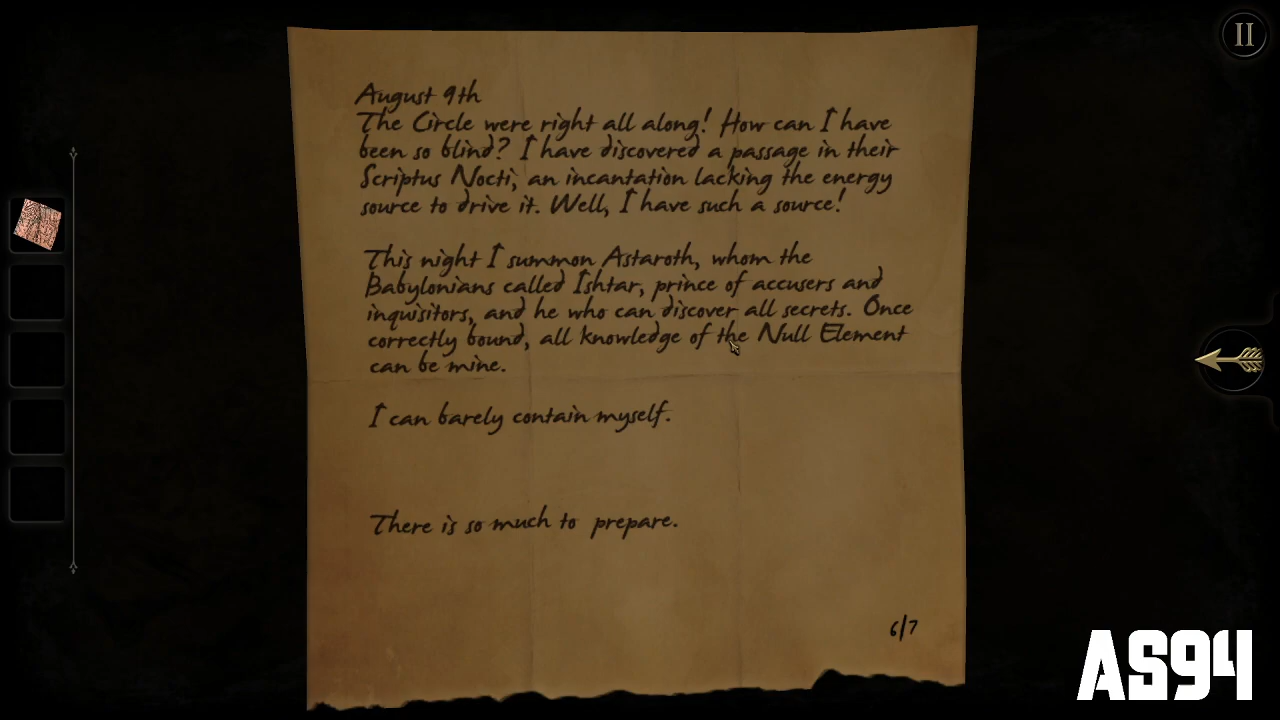 August 9th
The Circle were right all along! How can I have
been so blind? I have discovered a passage in their
Scriptus Nocti, an incantation lacking the energy
source to drive it. Well, I have such a source!
This night I summon Astaroth, whom the
Babylonians called Ishtar, prince of accusers and
inquisitors, and he who can discover all secrets. Once
correctly bound, all knowledge of the Null Element
can be mine.
I can barely contain myself.
There is so much to prepare.
6/7
AS94